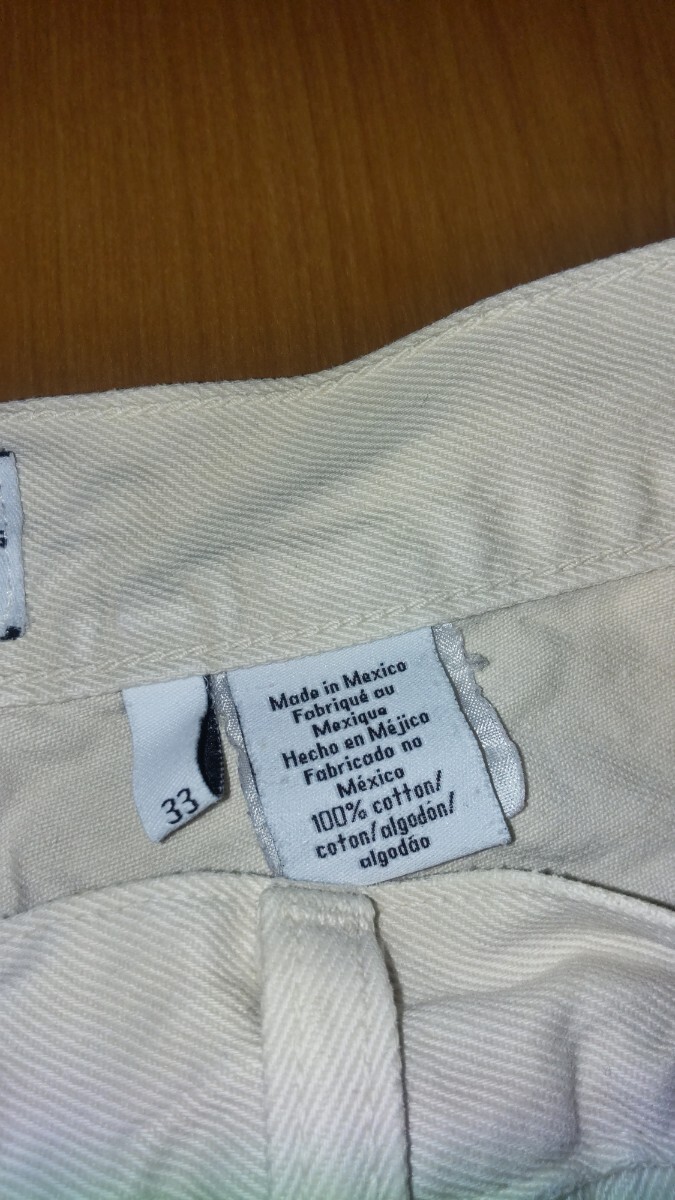 33
Made in Mexico
Fabriqué au
Mexique
Hecho en Méjico
Fabricado no
México
100% cotton/
coton/algodón/
algodão